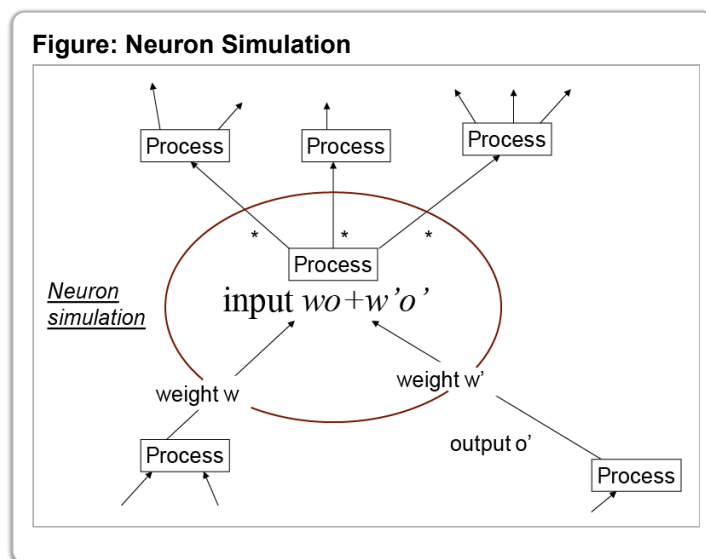 Figure: Neuron Simulation
Process
Process
Process
*
*
*
Process
Neuron
simulation
input wo+w’o’
weight w
weight w’
output o’
Process
Process